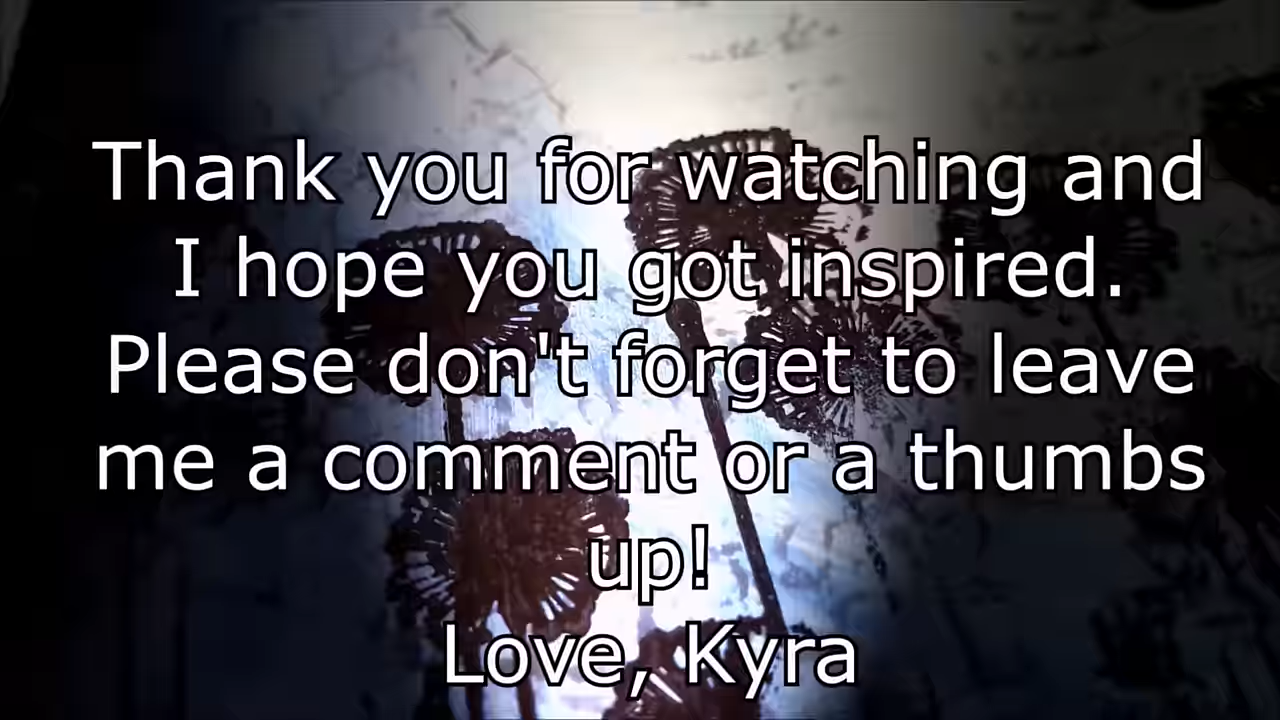 Thank you for watching and
I hope you got inspired.
Please don't forget to leave
me a comment or a thumbs
up!
Love, Kyra